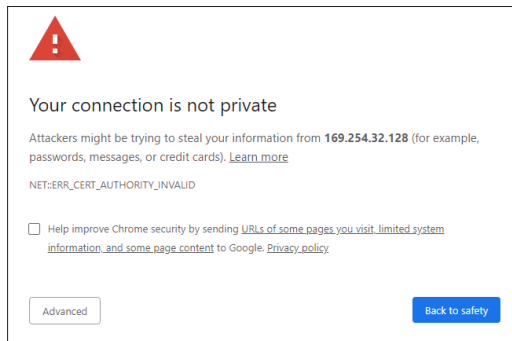 Your connection is not private
Attackers might be trying to steal your information from 169.254.32.128 (for example,
passwords, messages, or credit cards). Learn more
NET::ERR_CERT_AUTHORITY_INVALID
Help improve Chrome security by sending URLs of some pages you visit, limited system
information, and some page content to Google. Privacy policy
Advanced
Back to safety